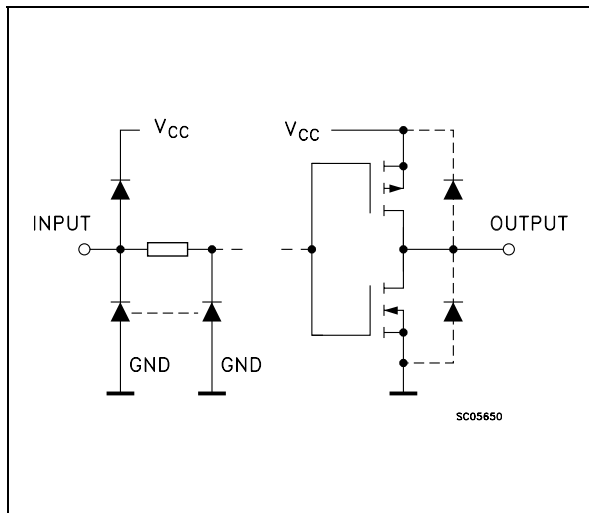 VCC
VCC
INPUT
OUTPUT
GND
GND
SC05650